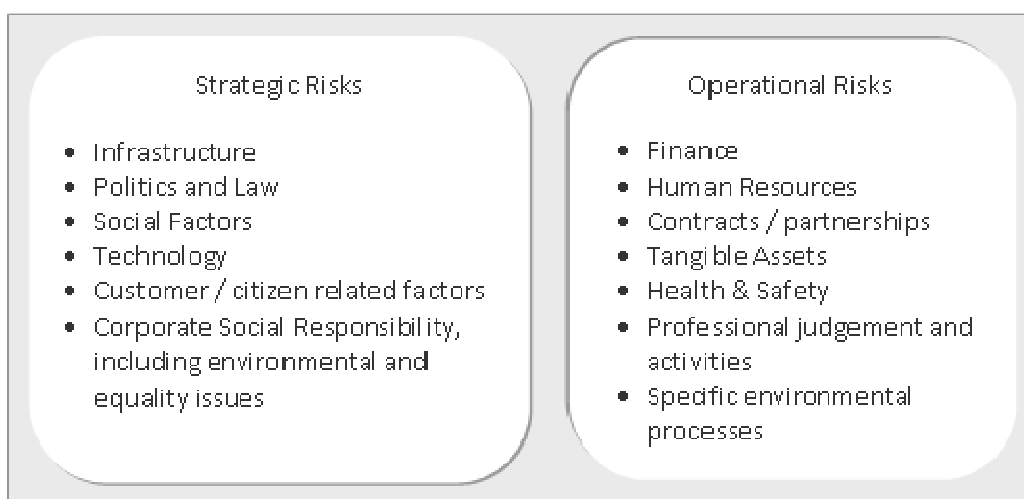 Strategic Risks
• Infrastructure
• Politics and Law
• Social Factors
• Technology
• Customer / citizen related factors
• Corporate Social Responsibility,
including environmental and
equality issues
Operational Risks
• Finance
• Human Resources
• Contracts / partnerships
• Tangible Assets
• Health & Safety
• Professional judgement and
activities
• Specific environmental
processes